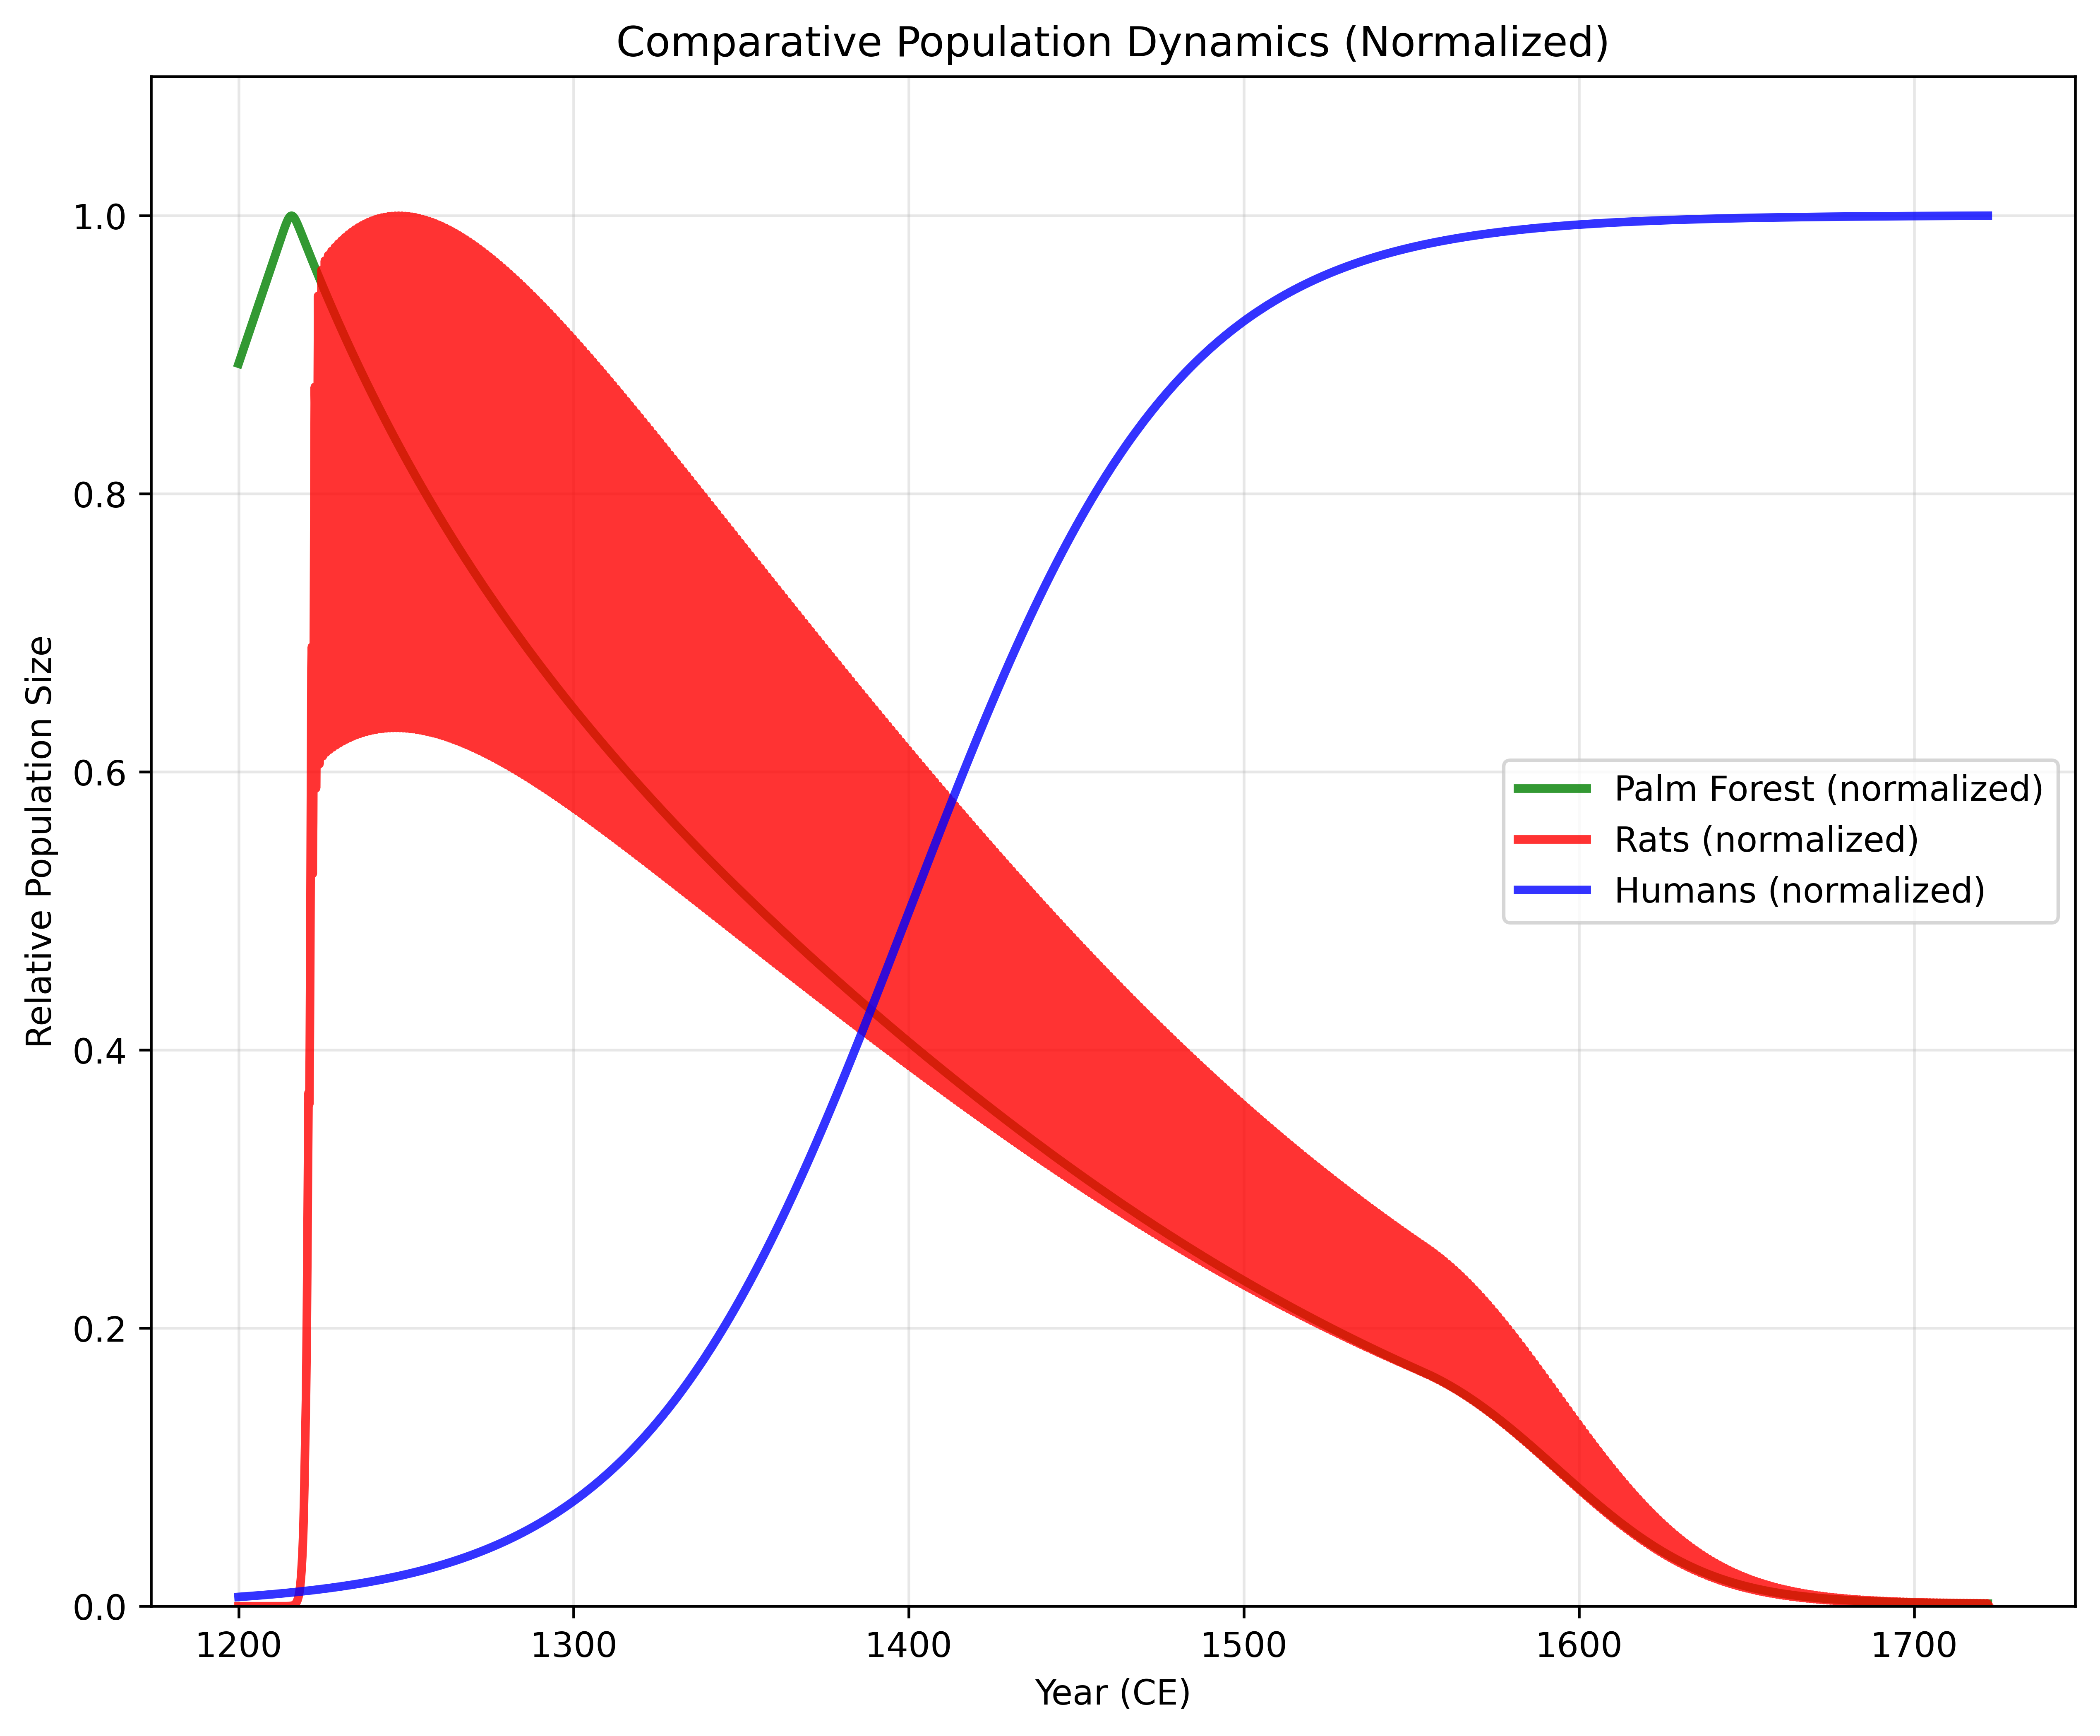 Comparative Population Dynamics (Normalized)
Relative Population Size
1.0
0.8
0.6
0.4
0.2
0.0
Palm Forest (normalized)
Rats (normalized)
Humans (normalized)
1200 1300 1400 1500 1600 1700
Year (CE)